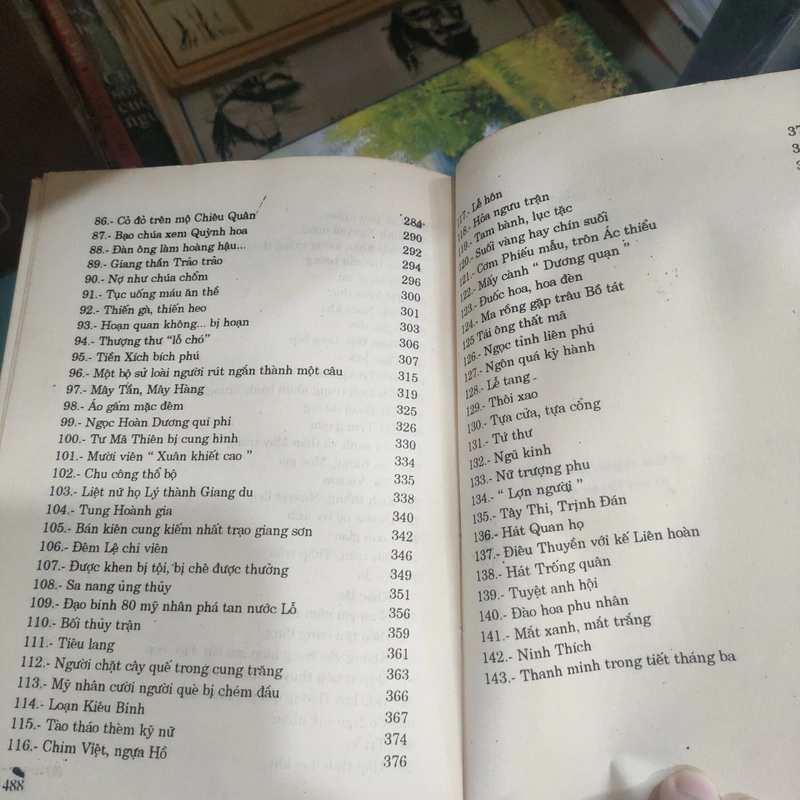 86.- Cỏ đỏ trên mộ Chiêu Quân 284
87.- Bạo chúa xem Quỳnh hoa 290
88.- Đàn ông làm hoàng hậu... 292
89.- Giang thần Trảo trảo 294
90.- Nợ như chúa chổm 296
91.- Tục uống máu ăn thề 300
92.- Thiến gà, thiến heo 301
93.- Hoạn quan không... bị hoạn 303
94.- Thượng thư "lỗ chó" 306
95.- Tiền Xích bích phú 307
96.- Một bộ sử loài người rút ngắn thành một câu 315
97.- Mây Tần, Mây Hàng 319
98.- Áo gấm mặc đêm 325
99.- Ngọc Hoàn Dương quí phi 326
100.- Tư Mã Thiên bị cung hình 330
101.- Mười viên " Xuân khiết cao " 334
102.- Chu công thổ bộ 335
103.- Liệt nữ họ Lý thành Giang du 338
104.- Tung Hoành gia 340
105.- Bán kiên cung kiếm nhất trạo giang sơn 342
106.- Đêm Lệ chi viên 346
107.- Được khen bị tội, bị chê được thưởng 349
108.- Sa nang ủng thủy 351
109.- Đạo binh 80 mỹ nhân phá tan nước Lỗ 356
110.- Bối thủy trận 359
111.- Tiêu lang 361
112.- Người chặt cây quế trong cung trăng 363
113.- Mỹ nhân cười người què bị chém đầu 366
114.- Loạn Kiêu Binh 367
115.- Tào tháo thèm kỹ nữ 374
116.- Chim Việt, ngựa Hồ 376
488
117.- Lễ hôn
118.- Hỏa ngưu trận
119.- Tam bành, lục tặc
120.- Suối vàng hay chín suối
121.- Cơm Phiếu mẫu, tròn Ác thiểu
122.- Mấy cành " Dương quan "
123.- Đuốc hoa, hoa đèn
124.- Ma rồng gặp trâu Bồ tát
125 Tái ông thất mã
126.- Ngọc tỉnh liên phú
127.- Ngôn quá kỳ hành
128.- Lễ tang
129.- Thôi xao
130.- Tựa cửa, tựa cổng
131.- Tứ thư
132.- Ngũ kinh
133.- Nữ trượng phu
134.- " Lợn người "
135.- Tây Thi, Trịnh Đán
136.- Hát Quan họ
137.- Điêu Thuyền với kế Liên hoàn
138.- Hát Trống quân
139.- Tuyệt anh hội
140.- Đào hoa phu nhân
141.- Mắt xanh, mắt trắng
142.- Ninh Thích
143.- Thanh minh trong tiết tháng ba